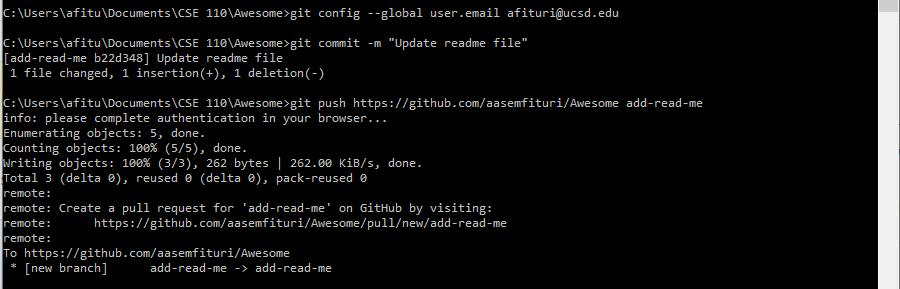 C:\Users\afitu\Documents\CSE 110\Awesome>git config --global user.email afituri@ucsd.edu
C:\Users\afitu\Documents\CSE 110\Awesome>git commit -m "Update readme file"
[add-read-me b22d348] Update readme file
 1 file changed, 1 insertion(+), 1 deletion(-)
C:\Users\afitu\Documents\CSE 110\Awesome>git push https://github.com/aasemfituri/Awesome add-read-me
info: please complete authentication in your browser...
Enumerating objects: 5, done.
Counting objects: 100% (5/5), done.
Writing objects: 100% (3/3), 262 bytes | 262.00 KiB/s, done.
Total 3 (delta 0), reused 0 (delta 0), pack-reused 0
remote:
remote: Create a pull request for 'add-read-me' on GitHub by visiting:
remote:      https://github.com/aasemfituri/Awesome/pull/new/add-read-me
remote:
To https://github.com/aasemfituri/Awesome
 * [new branch]      add-read-me -> add-read-me